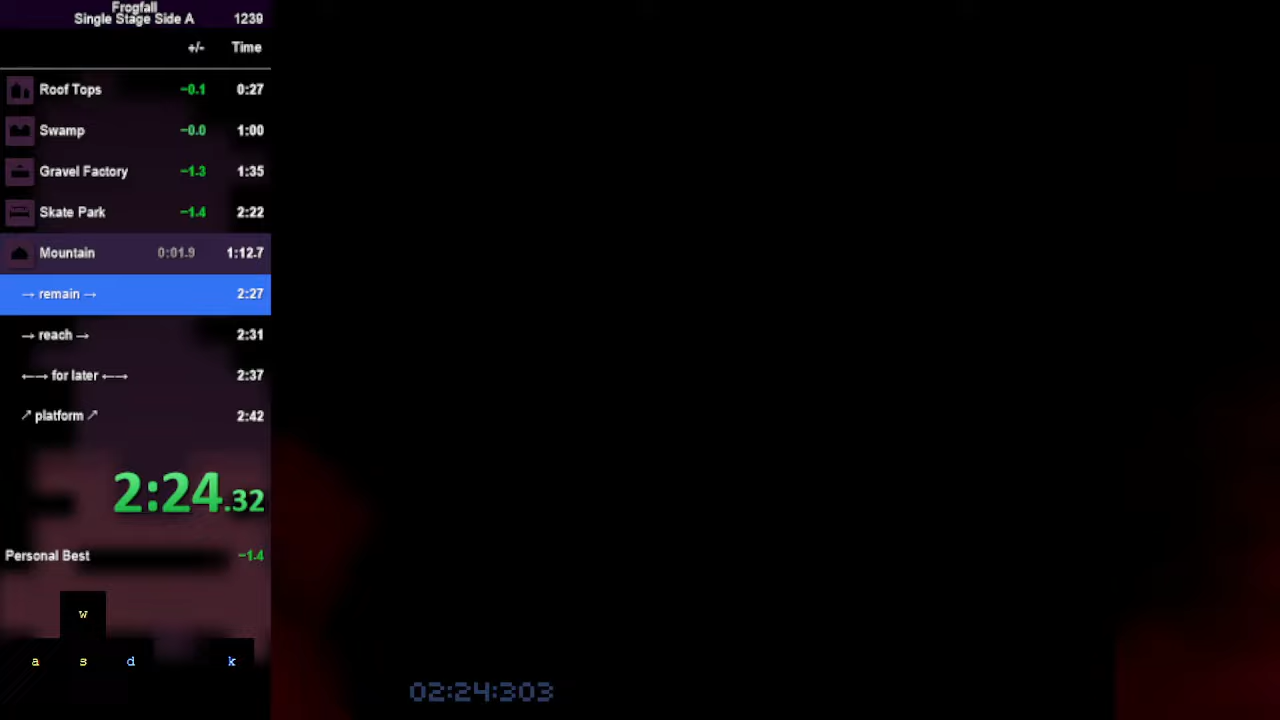 Frogfall
Single Stage Side A 1239
+/- Time
Roof Tops −0.1 0:27
Swamp −0.0 1:00
Gravel Factory −1.3 1:35
Skate Park −1.4 2:22
Mountain 0:01.9 1:12.7
→ remain → 2:27
→ reach → 2:31
←→ for later ←→ 2:37
↗ platform ↗ 2:42
2:24.32
Personal Best −1.4
w
a s d k
02:24:303